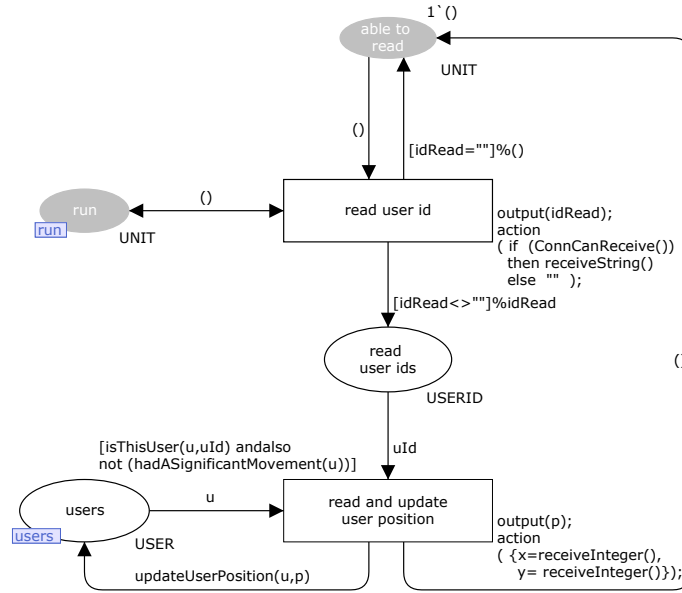 1`()
able to
read
UNIT
()
[idRead=""]%()
run
()
read user id
run
UNIT
output(idRead);
action
( if (ConnCanReceive())
then receiveString()
else "" );
[idRead<>""]%idRead
read
user ids
()
USERID
[isThisUser(u,uId) andalso
not (hadASignificantMovement(u))]
uId
users
u
read and update
user position
users
USER
output(p);
action
( {x=receiveInteger(),
y= receiveInteger()});
updateUserPosition(u,p)